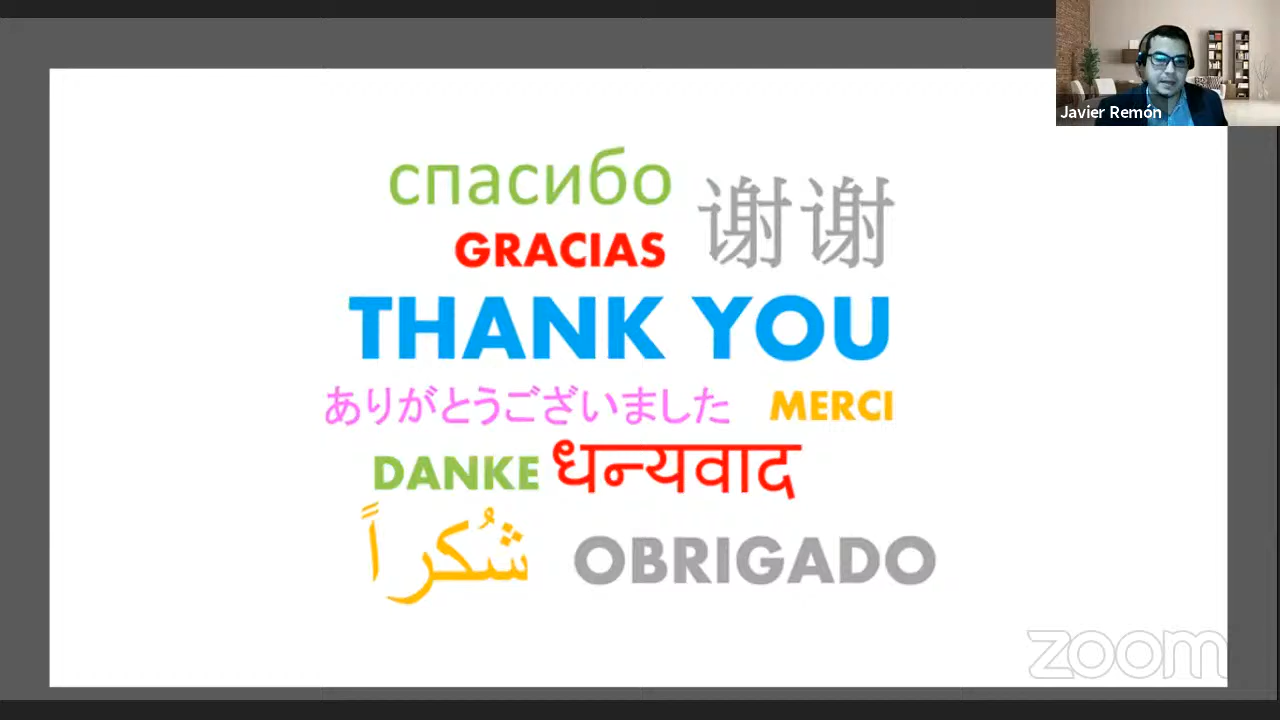 Javier Remón
спасибо
谢谢
GRACIAS
THANK YOU
ありがとうございました
MERCI
DANKE
धन्यवाद
شُكراً
OBRIGADO
zoom